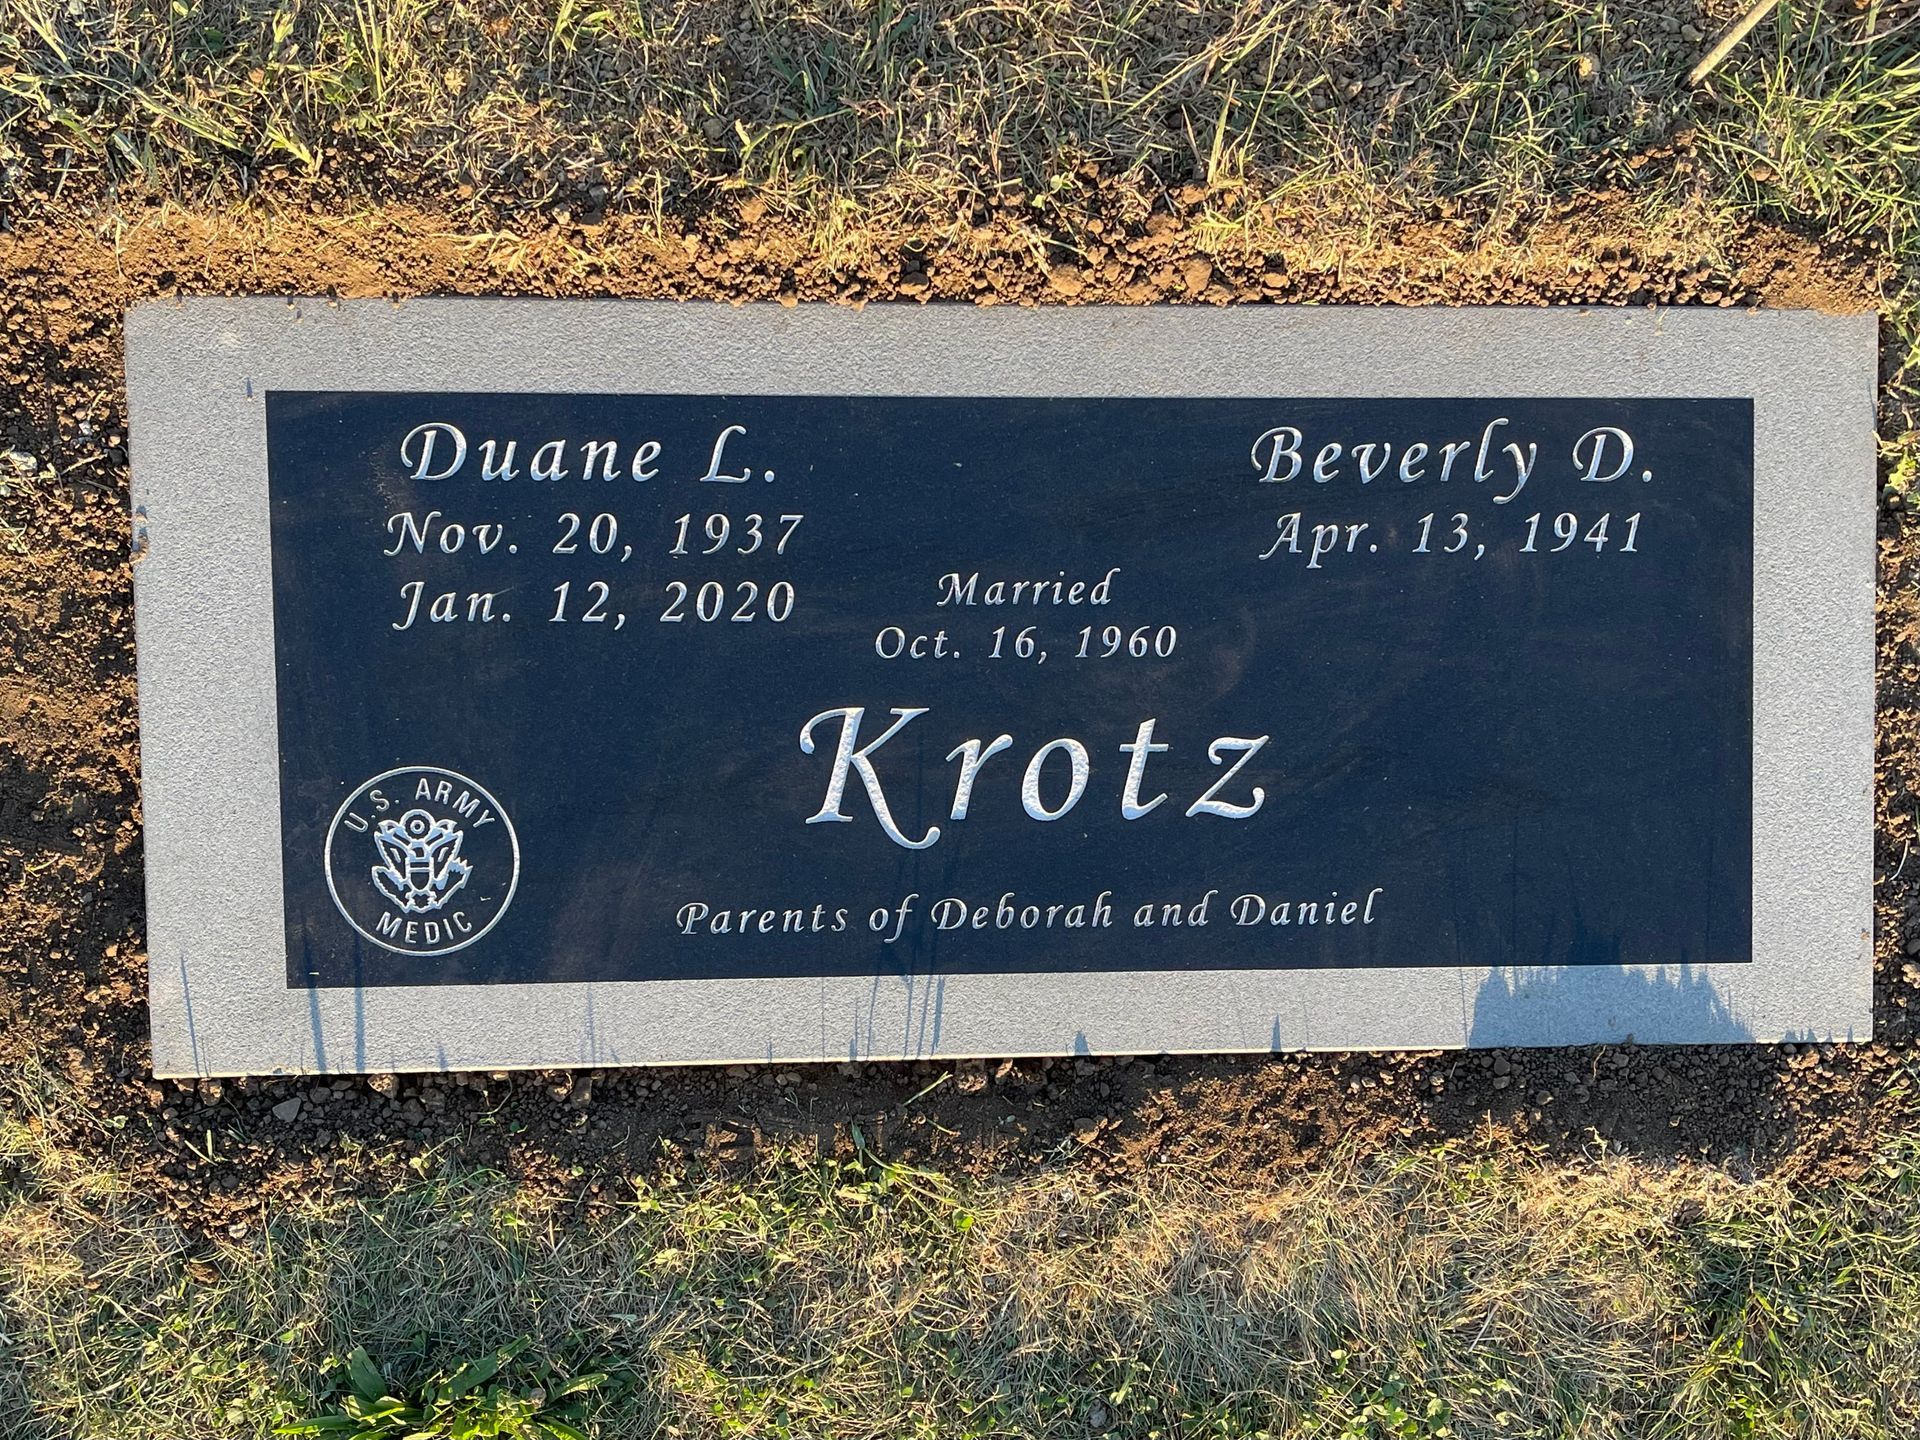 Duane L.
Nov. 20, 1937
Jan. 12, 2020
Beverly D.
Apr. 13, 1941
Married
Oct. 16, 1960
Krotz
U.S. ARMY
MEDIC
Parents of Deborah and Daniel